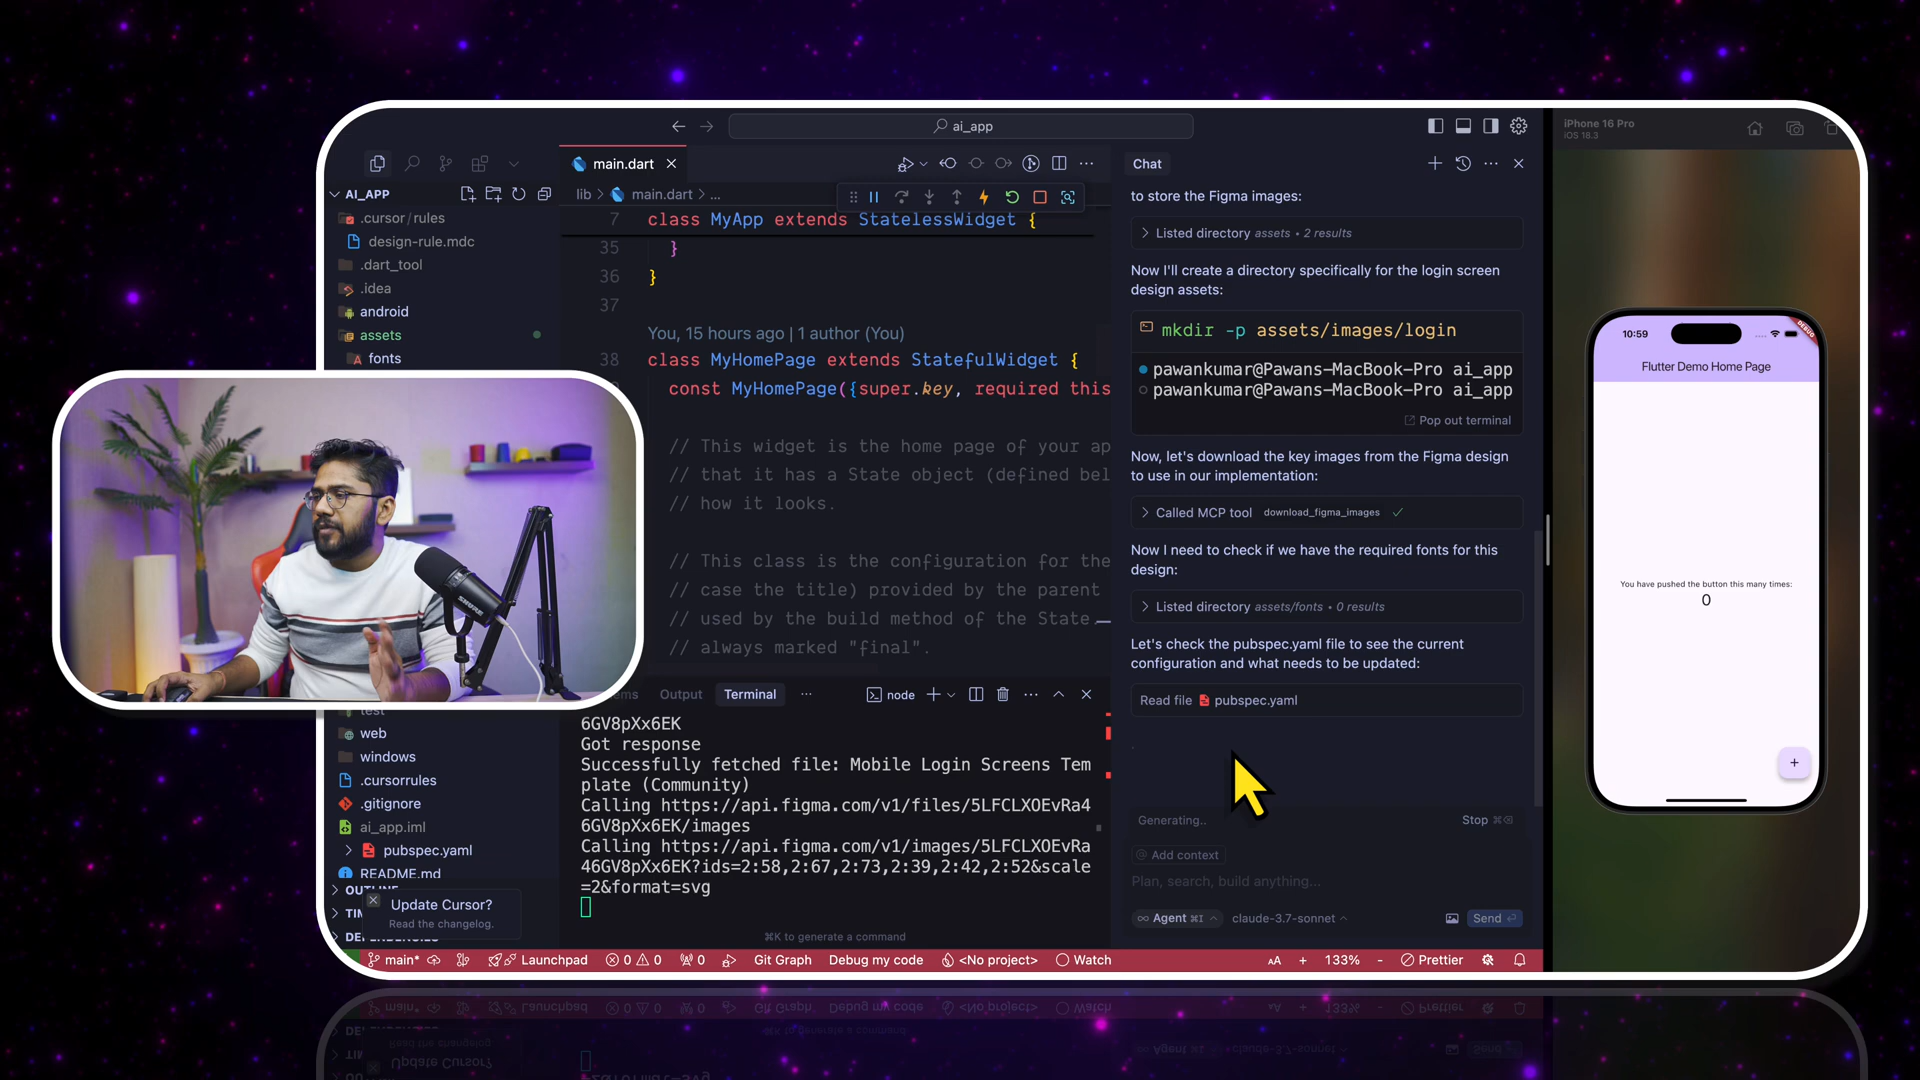 ai_app
AI_APP
.cursor/rules
design-rule.mdc
.dart_tool
.idea
android
assets
fonts
test
web
windows
.cursorrules
.gitignore
ai_app.iml
pubspec.yaml
README.md
OUTLINE
Update Cursor?
Read the changelog.
main.dart
lib > main.dart > ...
7 class MyApp extends StatelessWidget {
35 }
36 }
37
You, 15 hours ago | 1 author (You)
38 class MyHomePage extends StatefulWidget {
const MyHomePage({super.key, required this
// This widget is the home page of your ap
// that it has a State object (defined bel
// how it looks.
// This class is the configuration for the
// case the title) provided by the parent
// used by the build method of the State.
// always marked "final".
Output Terminal ... node
6GV8pXx6EK
Got response
Successfully fetched file: Mobile Login Screens Tem
plate (Community)
Calling https://api.figma.com/v1/files/5LFCLXOEvRa4
6GV8pXx6EK/images
Calling https://api.figma.com/v1/images/5LFCLXOEvRa
46GV8pXx6EK?ids=2:58,2:67,2:73,2:39,2:42,2:52&scale
=2&format=svg
⌘K to generate a command
Chat
to store the Figma images:
Listed directory assets • 2 results
Now I'll create a directory specifically for the login screen
design assets:
mkdir -p assets/images/login
pawankumar@Pawans-MacBook-Pro ai_app
pawankumar@Pawans-MacBook-Pro ai_app
Pop out terminal
Now, let's download the key images from the Figma design
to use in our implementation:
Called MCP tool download_figma_images ✓
Now I need to check if we have the required fonts for this
design:
Listed directory assets/fonts • 0 results
Let's check the pubspec.yaml file to see the current
configuration and what needs to be updated:
Read file pubspec.yaml
Generating..
Stop ⌘⌫
@ Add context
Plan, search, build anything...
∞ Agent ⌘I claude-3.7-sonnet
Send
main* Launchpad 0 0 0 Git Graph Debug my code <No project> Watch AA + 133% - Prettier
iPhone 16 Pro
iOS 18.3
10:59
DEBUG
Flutter Demo Home Page
You have pushed the button this many times:
0
+
SHURE